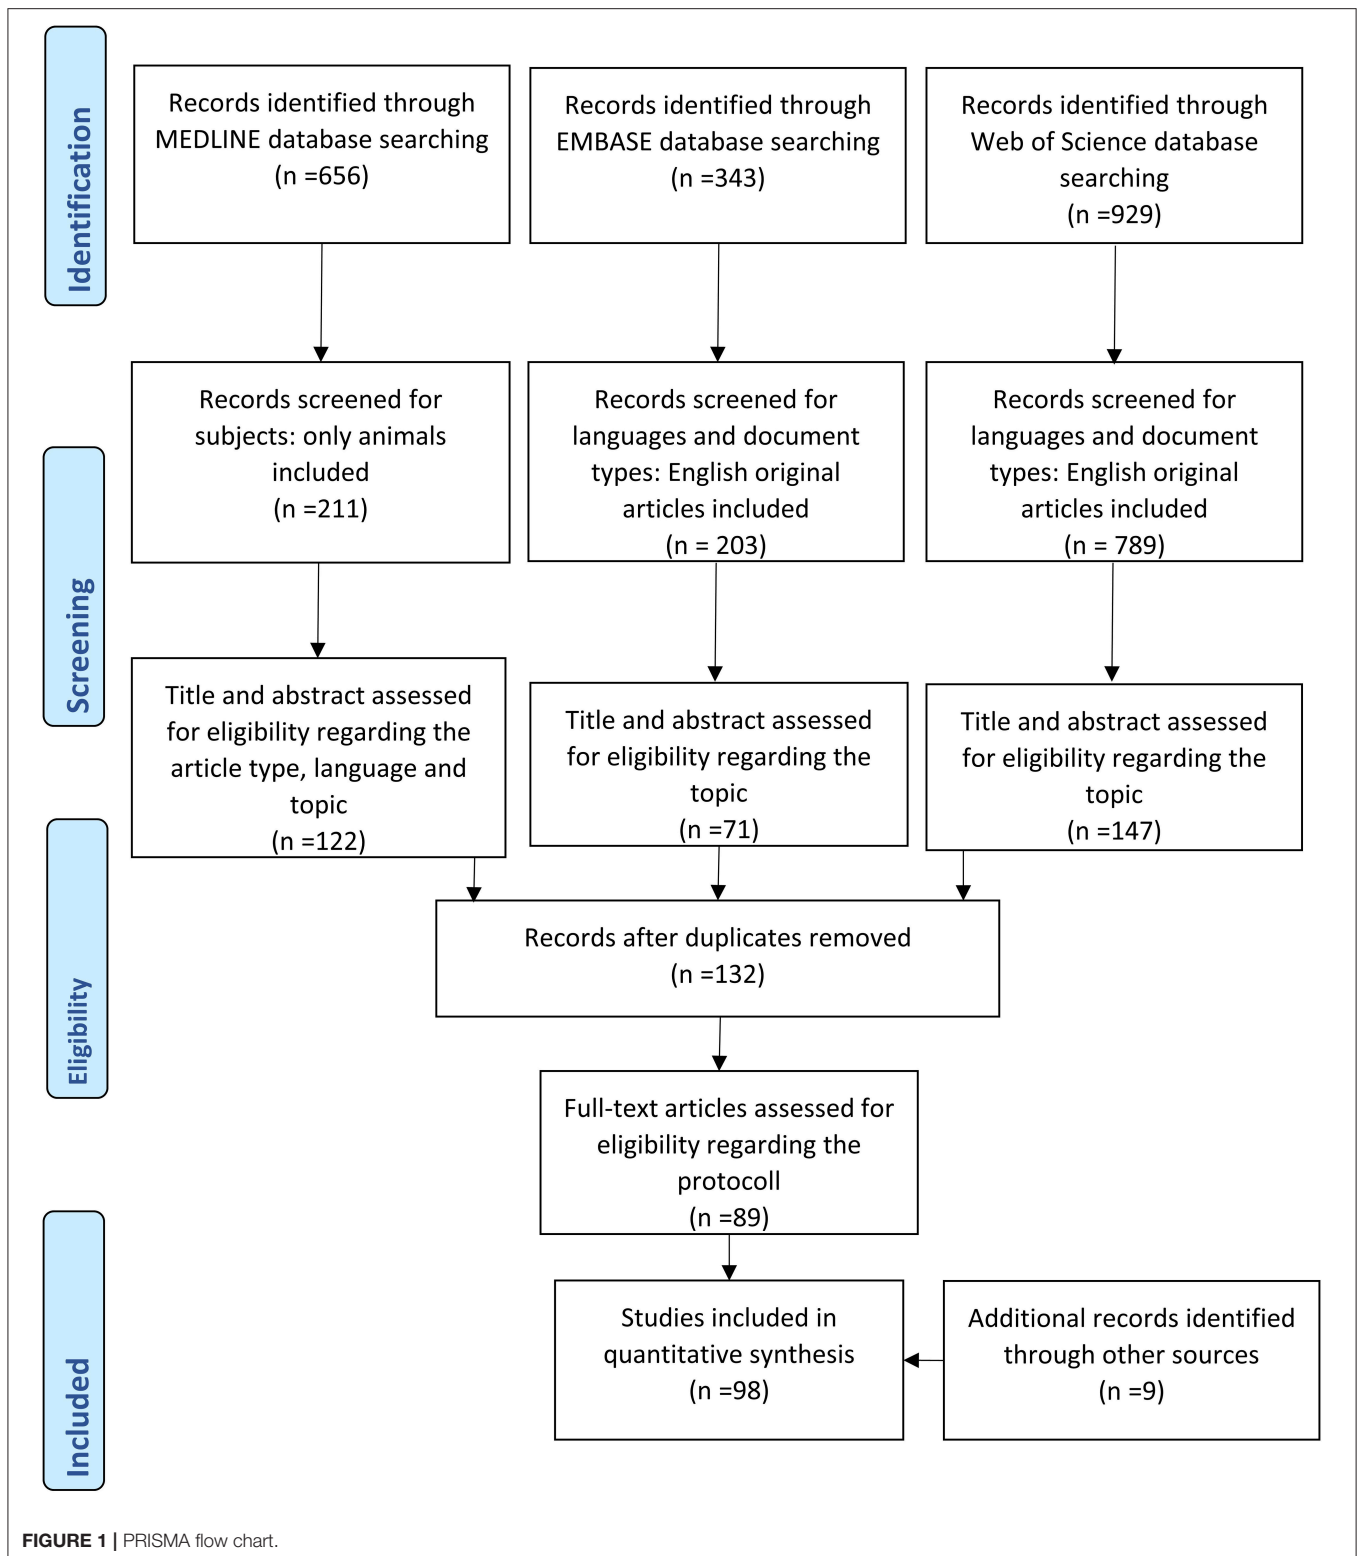 Identification
Records identified through
MEDLINE database searching
(n =656)
Records identified through
EMBASE database searching
(n =343)
Records identified through
Web of Science database
searching
(n =929)
Screening
Records screened for
subjects: only animals
included
(n =211)
Records screened for
languages and document
types: English original
articles included
(n = 203)
Records screened for
languages and document
types: English original
articles included
(n = 789)
Title and abstract assessed
for eligibility regarding the
article type, language and
topic
(n =122)
Title and abstract assessed
for eligibility regarding the
topic
(n =71)
Title and abstract assessed
for eligibility regarding the
topic
(n =147)
Eligibility
Records after duplicates removed
(n =132)
Full-text articles assessed for
eligibility regarding the
protocoll
(n =89)
Included
Studies included in
quantitative synthesis
(n =98)
Additional records identified
through other sources
(n =9)
FIGURE 1 | PRISMA flow chart.